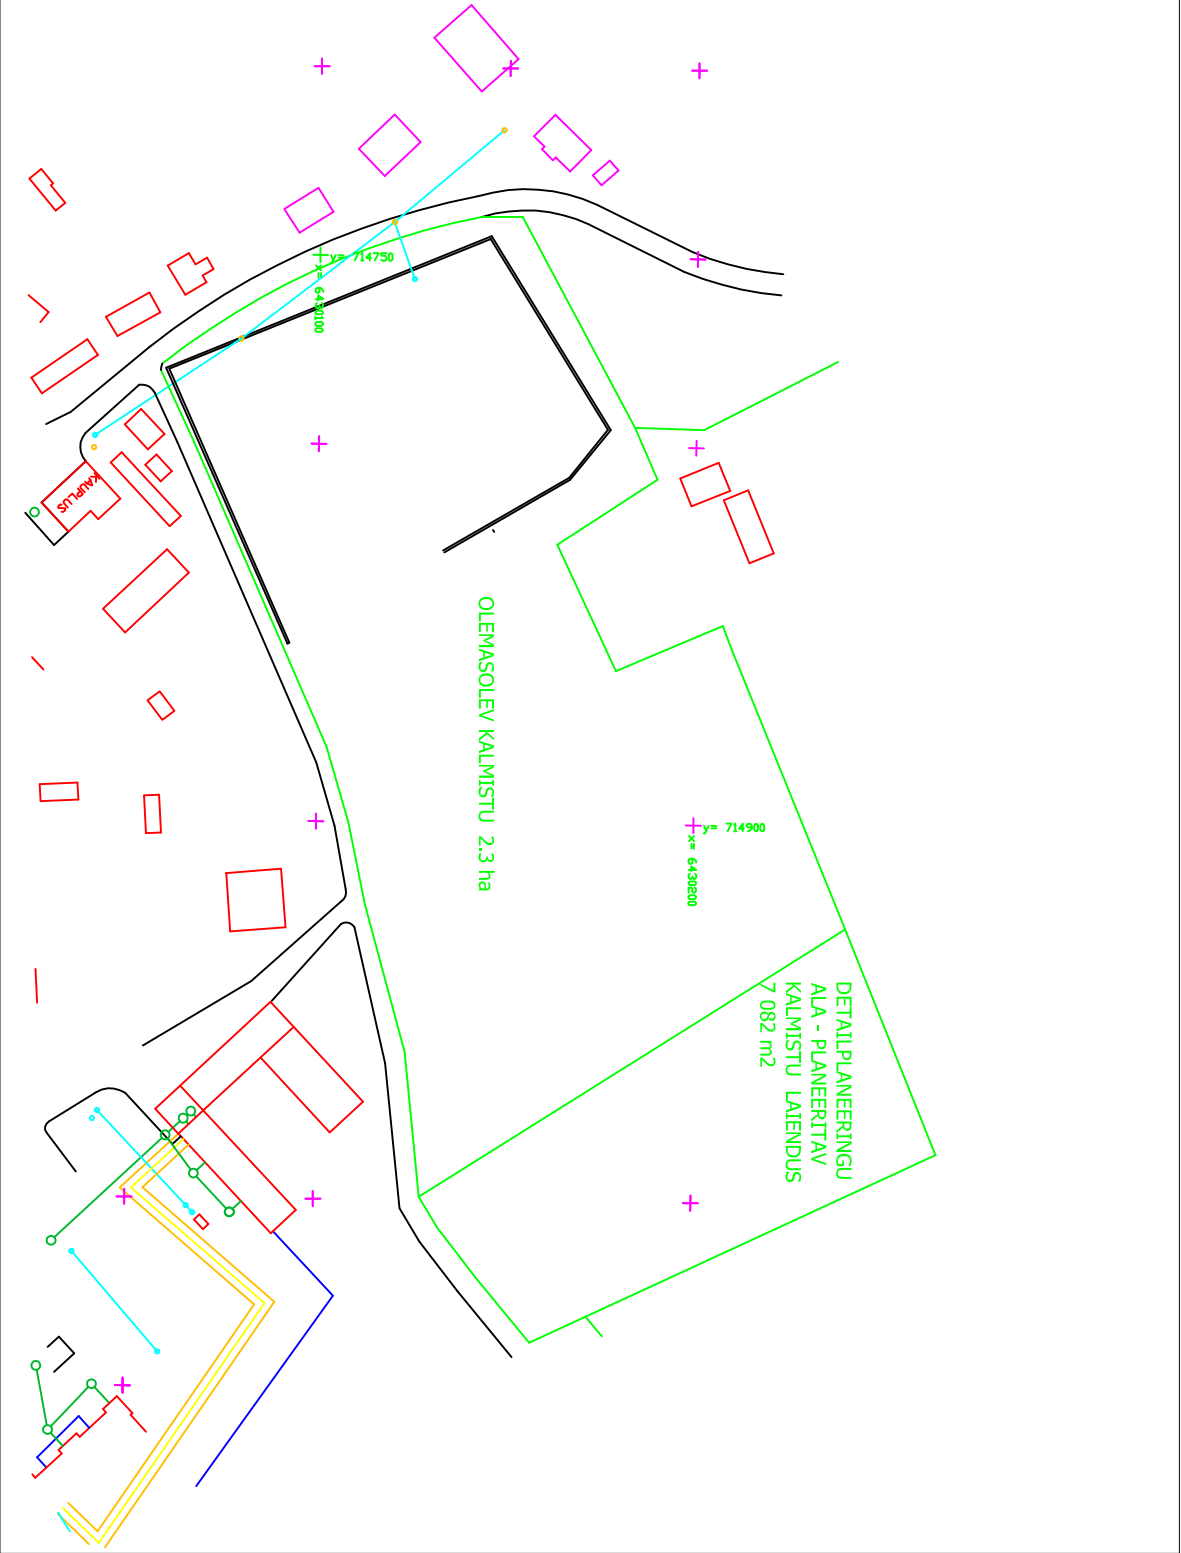 y= 714750
x= 6430100
KAUPLUS
OLEMASOLEV KALMISTU 2.3 ha
y= 714900
x= 6430200
DETAILPLANEERINGU
ALA - PLANEERITAV
KALMISTU LAIENDUS
7 082 m2